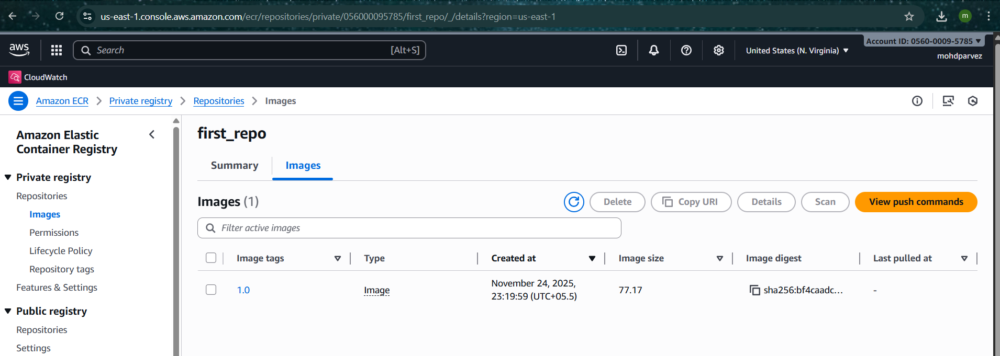 us-east-1.console.aws.amazon.com/ecr/repositories/private/056000095785/first_repo/_/details?region=us-east-1
m
aws
Search
[Alt+S]
United States (N. Virginia)
Account ID: 0560-0009-5785
mohdparvez
CloudWatch
Amazon ECR
Private registry
Repositories
Images
Amazon Elastic
Container Registry
Private registry
Repositories
Images
Permissions
Lifecycle Policy
Repository tags
Features & Settings
Public registry
Repositories
Settings
first_repo
Summary
Images
Images (1)
Delete
Copy URI
Details
Scan
View push commands
Filter active images
Image tags
Type
Created at
Image size
Image digest
Last pulled at
1.0
Image
November 24, 2025,
23:19:59 (UTC+05.5)
77.17
sha256:bf4caadc...
-